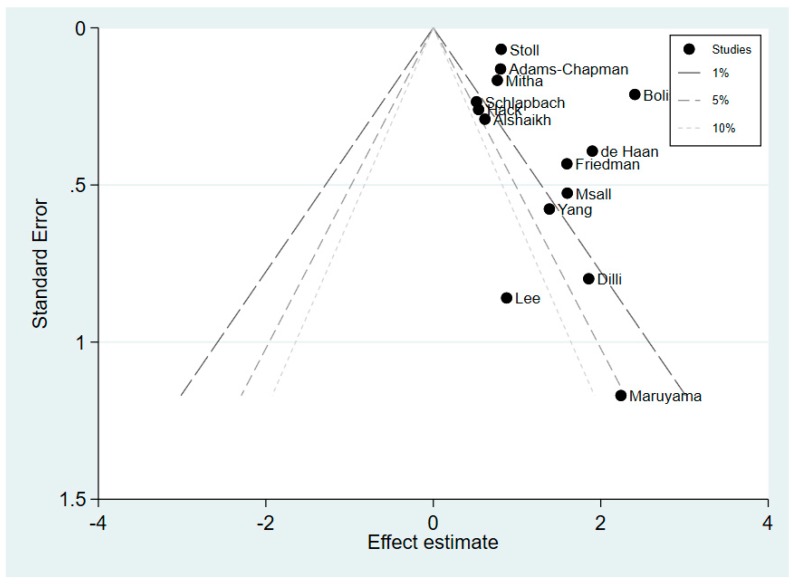 0
.5
1
1.5
Standard Error
-4
-2
0
2
4
Effect estimate
Stoll
Adams-Chapman
Mitha
Schlapbach
Hack
Alshaikh
de Haan
Friedman
Msall
Yang
Dilli
Lee
Maruyama
Studies
1%
5%
10%